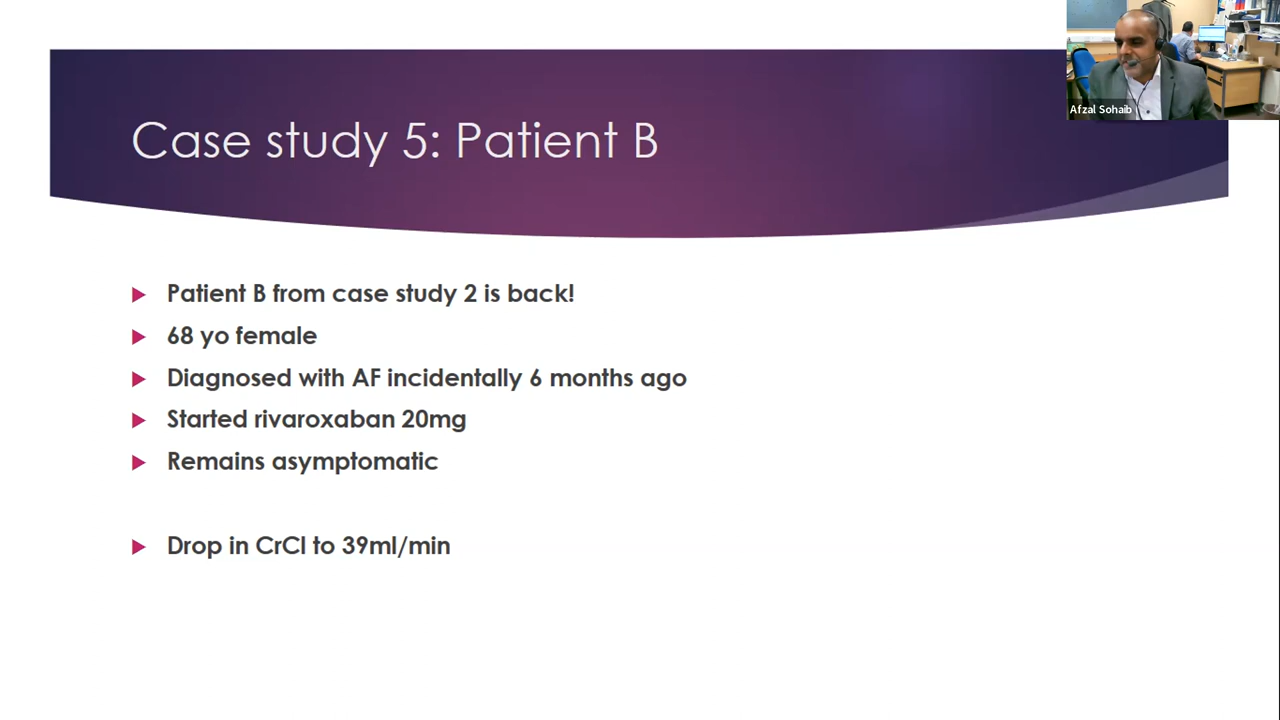 Afzal Sohaib
Case study 5: Patient B
Patient B from case study 2 is back!
68 yo female
Diagnosed with AF incidentally 6 months ago
Started rivaroxaban 20mg
Remains asymptomatic
Drop in CrCl to 39ml/min